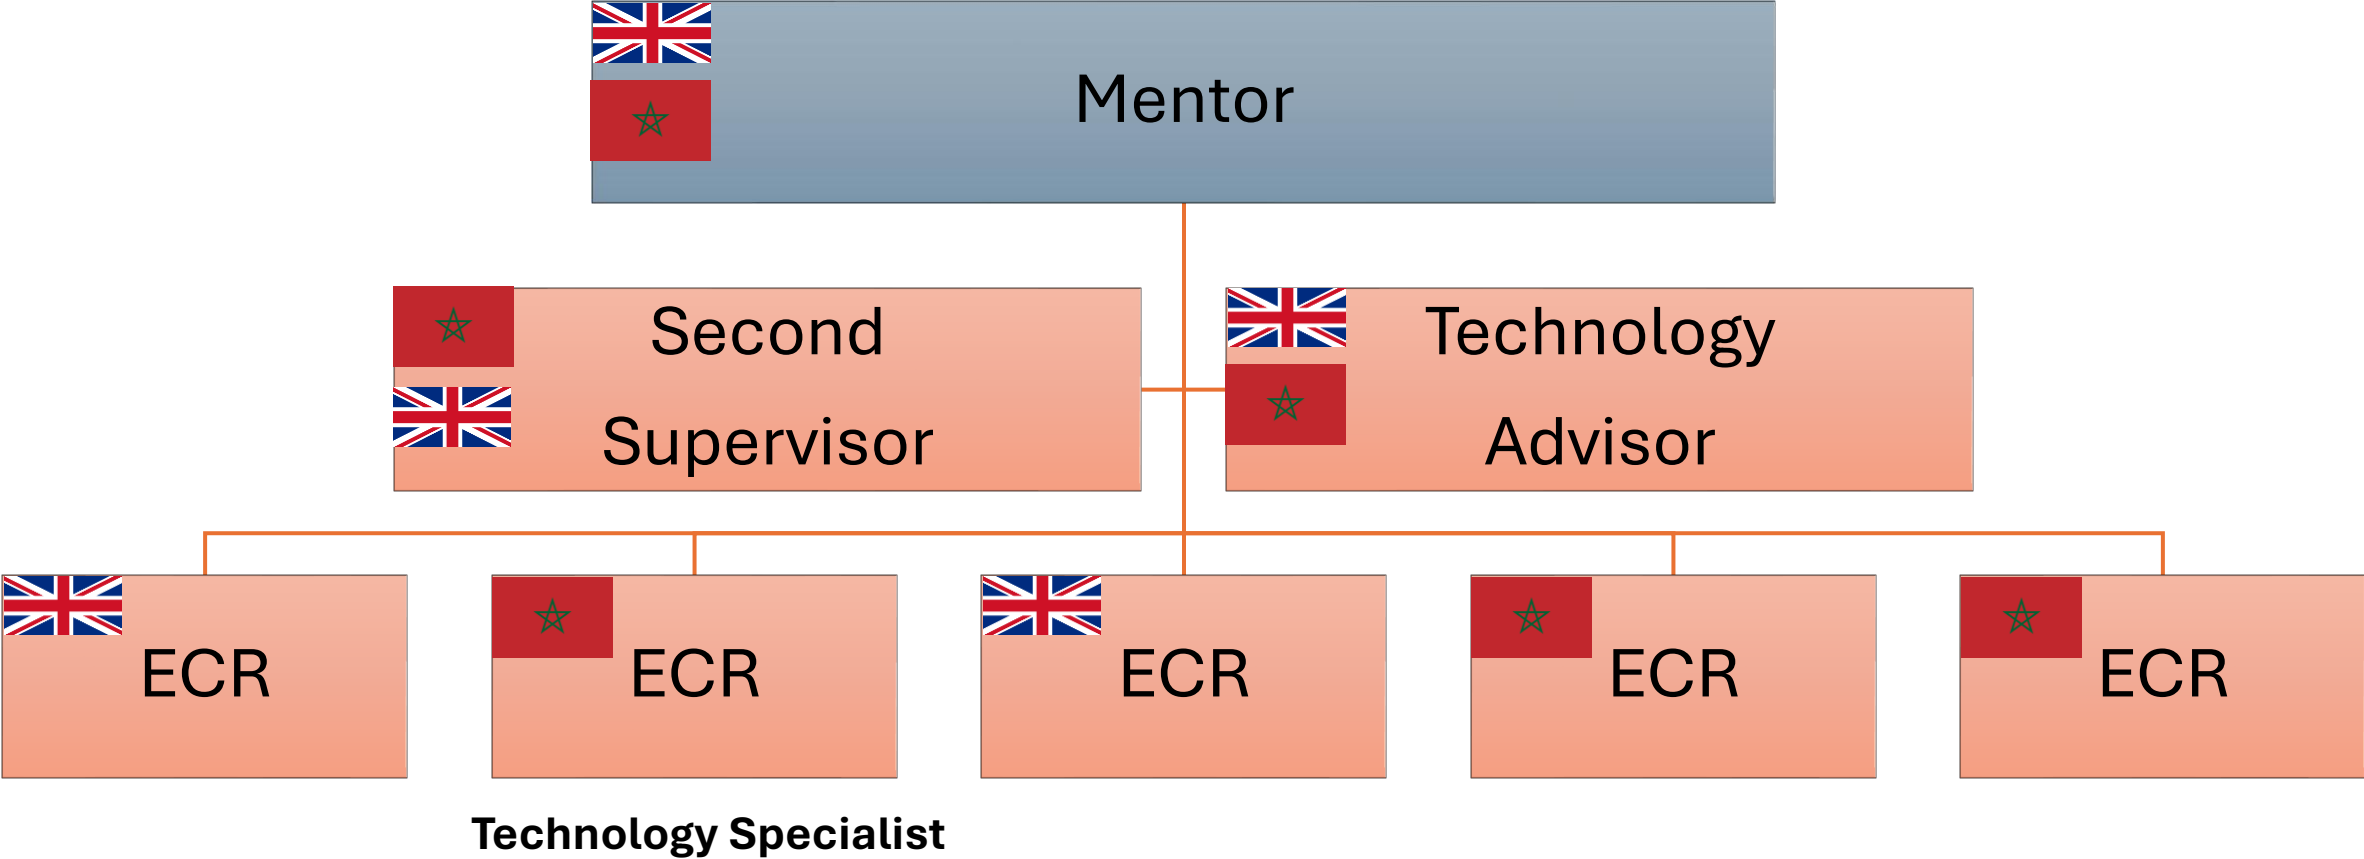 Mentor
Second
Supervisor
Technology
Advisor
ECR
ECR
ECR
ECR
ECR
Technology Specialist